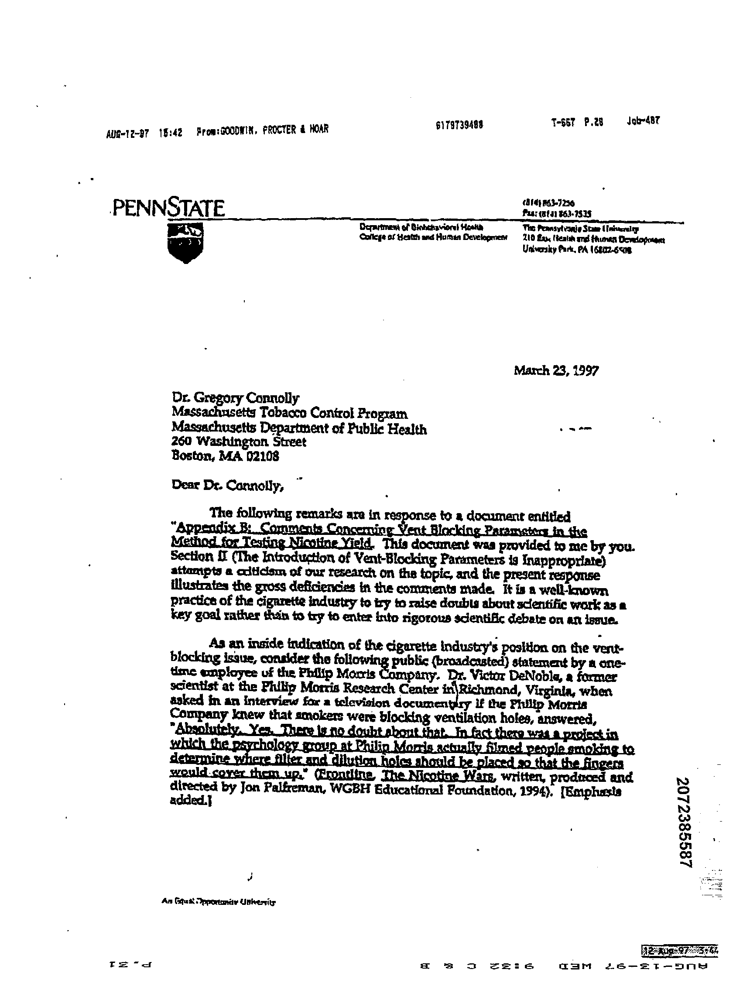 AUG-12-97 15:42 From:GOODWIN, PROCTER & HOAR 6179739488 T-667 P.28 Job-487
PENNSTATE
(814) 863-7256
Fax: (814) 863-7525
Department of Biobehavioral Health
College of Health and Human Development
The Pennsylvania State University
210 East Health and Human Development
University Park, PA 16802-6508
March 23, 1997
Dr. Gregory Connolly
Massachusetts Tobacco Control Program
Massachusetts Department of Public Health
260 Washington Street
Boston, MA 02108
Dear Dr. Connolly,
The following remarks are in response to a document entitled
"Appendix B: Comments Concerning Vent Blocking Parameters in the
Method for Testing Nicotine Yield. This document was provided to me by you.
Section II (The Introduction of Vent-Blocking Parameters is Inappropriate)
attempts a criticism of our research on the topic, and the present response
illustrates the gross deficiencies in the comments made. It is a well-known
practice of the cigarette industry to try to raise doubts about scientific work as a
key goal rather than to try to enter into rigorous scientific debate on an issue.
As an inside indication of the cigarette industry's position on the vent-
blocking issue, consider the following public (broadcasted) statement by a one-
time employee of the Philip Morris Company. Dr. Victor DeNoble, a former
scientist at the Philip Morris Research Center in Richmond, Virginia, when
asked in an interview for a television documentary if the Philip Morris
Company knew that smokers were blocking ventilation holes, answered,
"Absolutely. Yes. There is no doubt about that. In fact there was a project in
which the psychology group at Philip Morris actually filmed people smoking to
determine where filter and dilution holes should be placed so that the fingers
would cover them up." (Frontline, The Nicotine Wars, written, produced and
directed by Jon Palfreman, WGBH Educational Foundation, 1994). [Emphasis
added.]
2072385587
An Equal Opportunity University
12-Aug-97
P.31 AUG-13-97 WED 9:32 C & B